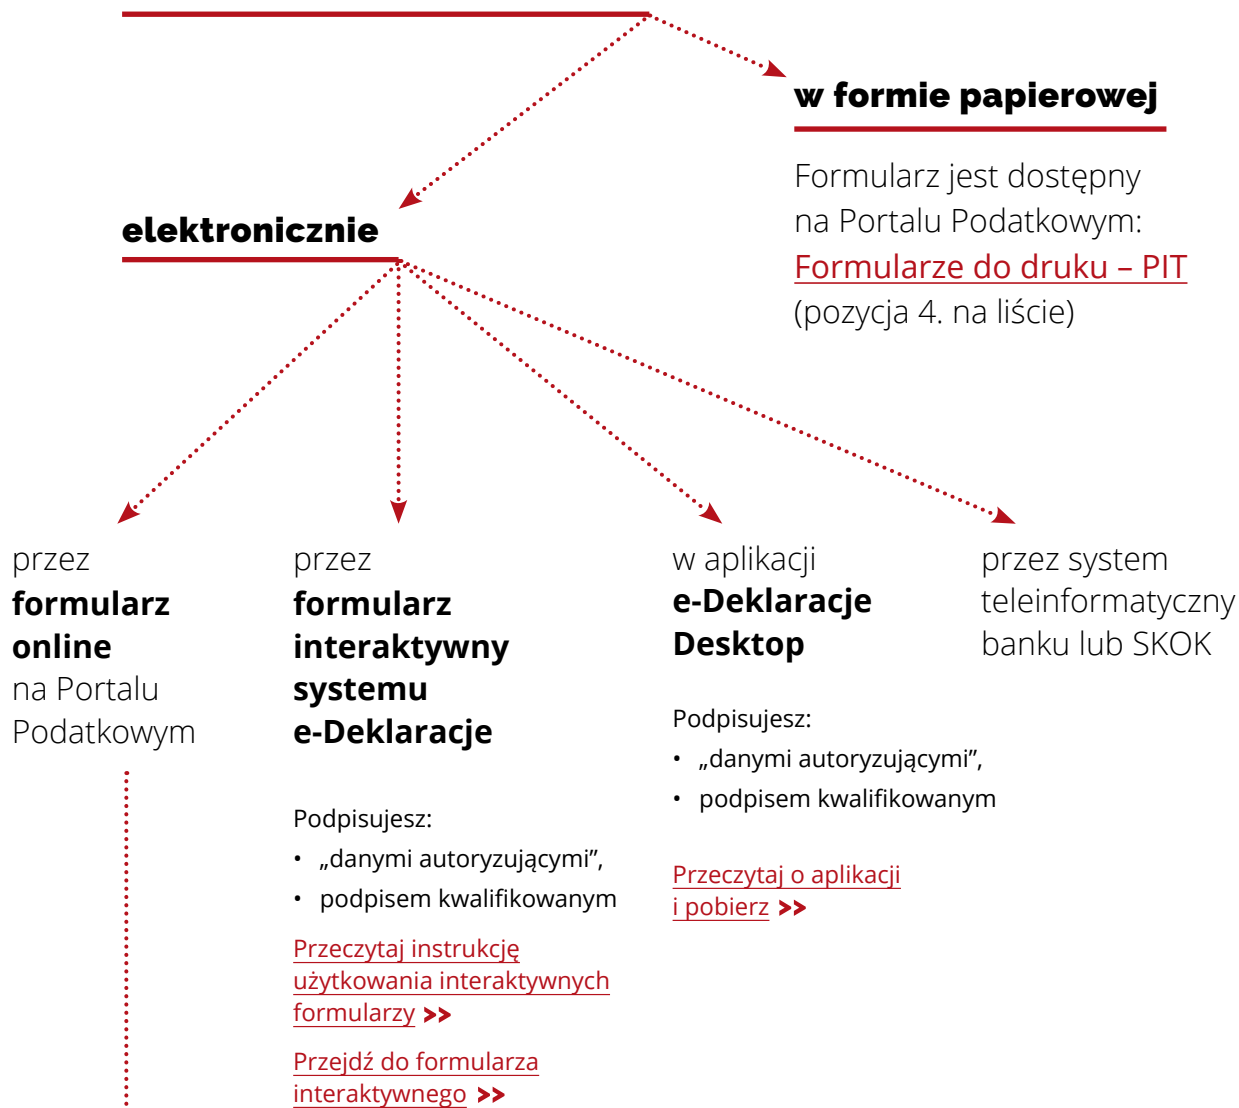 w formie papierowej
Formularz jest dostępny
na Portalu Podatkowym:
Formularze do druku – PIT
(pozycja 4. na liście)
elektronicznie
przez
formularz
online
na Portalu
Podatkowym
przez
formularz
interaktywny
systemu
e-Deklaracje
Podpisujesz:
• „danymi autoryzującymi”,
• podpisem kwalifikowanym
Przeczytaj instrukcję
użytkowania interaktywnych
formularzy >>
Przejdź do formularza
interaktywnego >>
w aplikacji
e-Deklaracje
Desktop
Podpisujesz:
• „danymi autoryzującymi”,
• podpisem kwalifikowanym
Przeczytaj o aplikacji
i pobierz >>
przez system
teleinformatyczny
banku lub SKOK